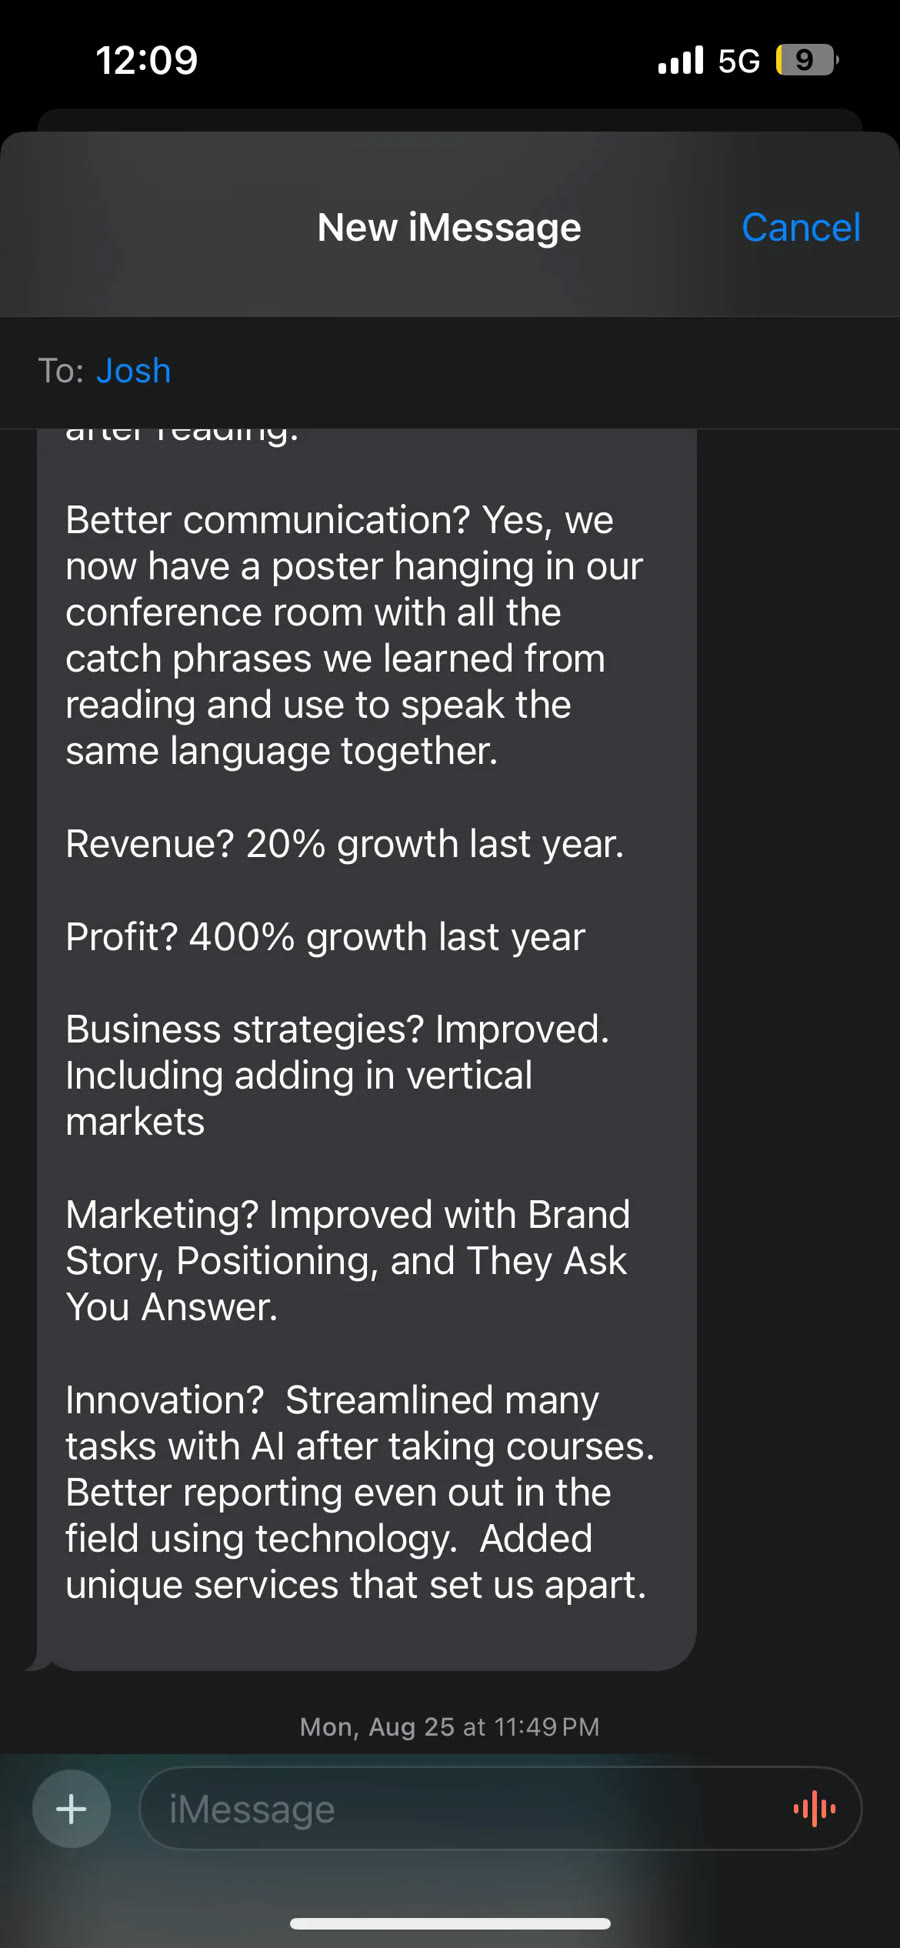 12:09
5G
9
New iMessage
Cancel
To: Josh
after reading.
Better communication? Yes, we
now have a poster hanging in our
conference room with all the
catch phrases we learned from
reading and use to speak the
same language together.
Revenue? 20% growth last year.
Profit? 400% growth last year
Business strategies? Improved.
Including adding in vertical
markets
Marketing? Improved with Brand
Story, Positioning, and They Ask
You Answer.
Innovation?  Streamlined many
tasks with AI after taking courses.
Better reporting even out in the
field using technology.  Added
unique services that set us apart.
Mon, Aug 25 at 11:49 PM
iMessage